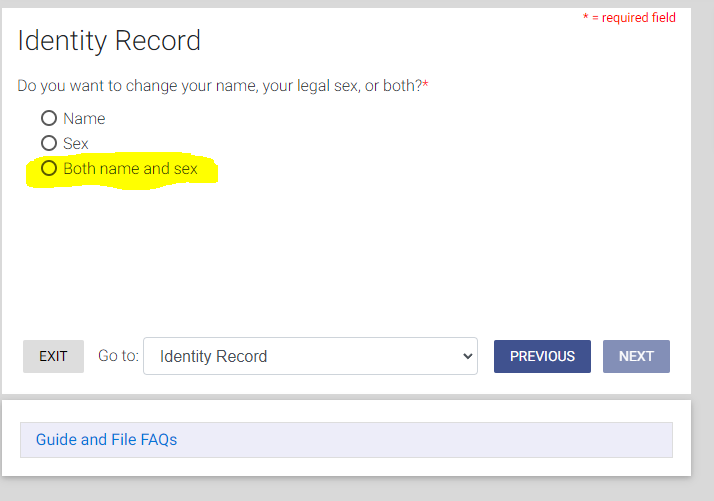 * = required field
Identity Record
Do you want to change your name, your legal sex, or both?*
Name
Sex
Both name and sex
EXIT Go to: Identity Record PREVIOUS NEXT
Guide and File FAQs